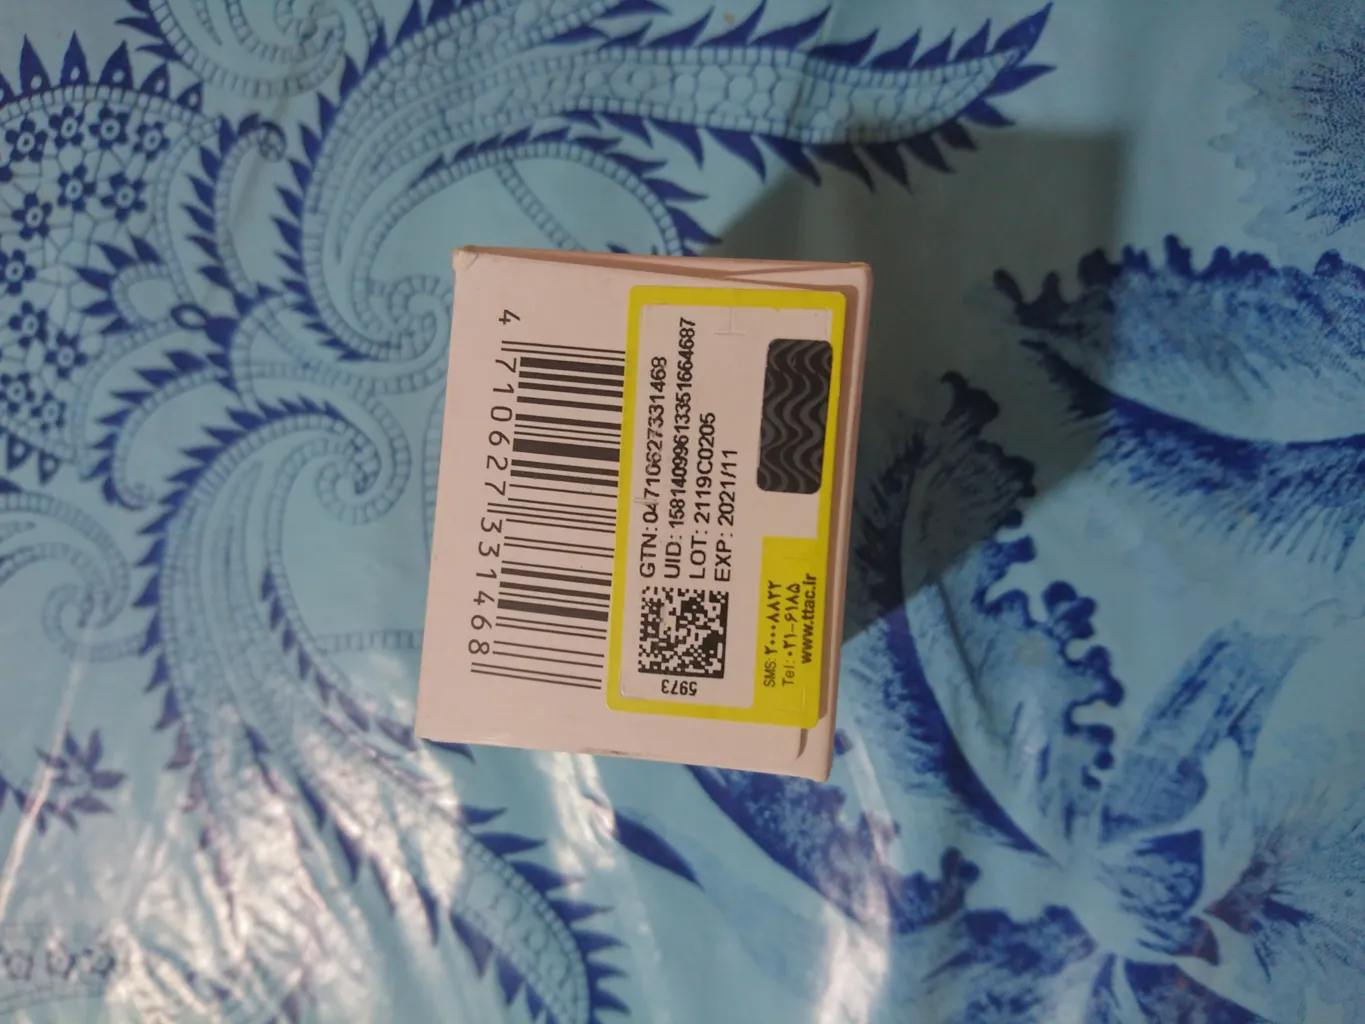 4 710627 331468
GTN: 04710627331468
UID: 15814099613351664687
LOT: 2119C0205
EXP: 2021/11
5973
SMS: ۲۰۰۰۸۸۲۲
Tel: ۰۲۱-۶۱۸۵
www.ttac.ir